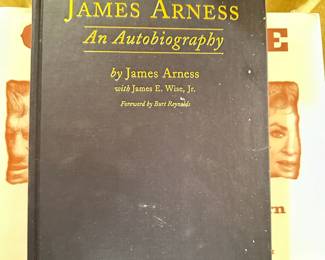 JAMES ARNESS
An Autobiography
by James Arness
with James E. Wise, Jr.
Foreword by Burt Reynolds